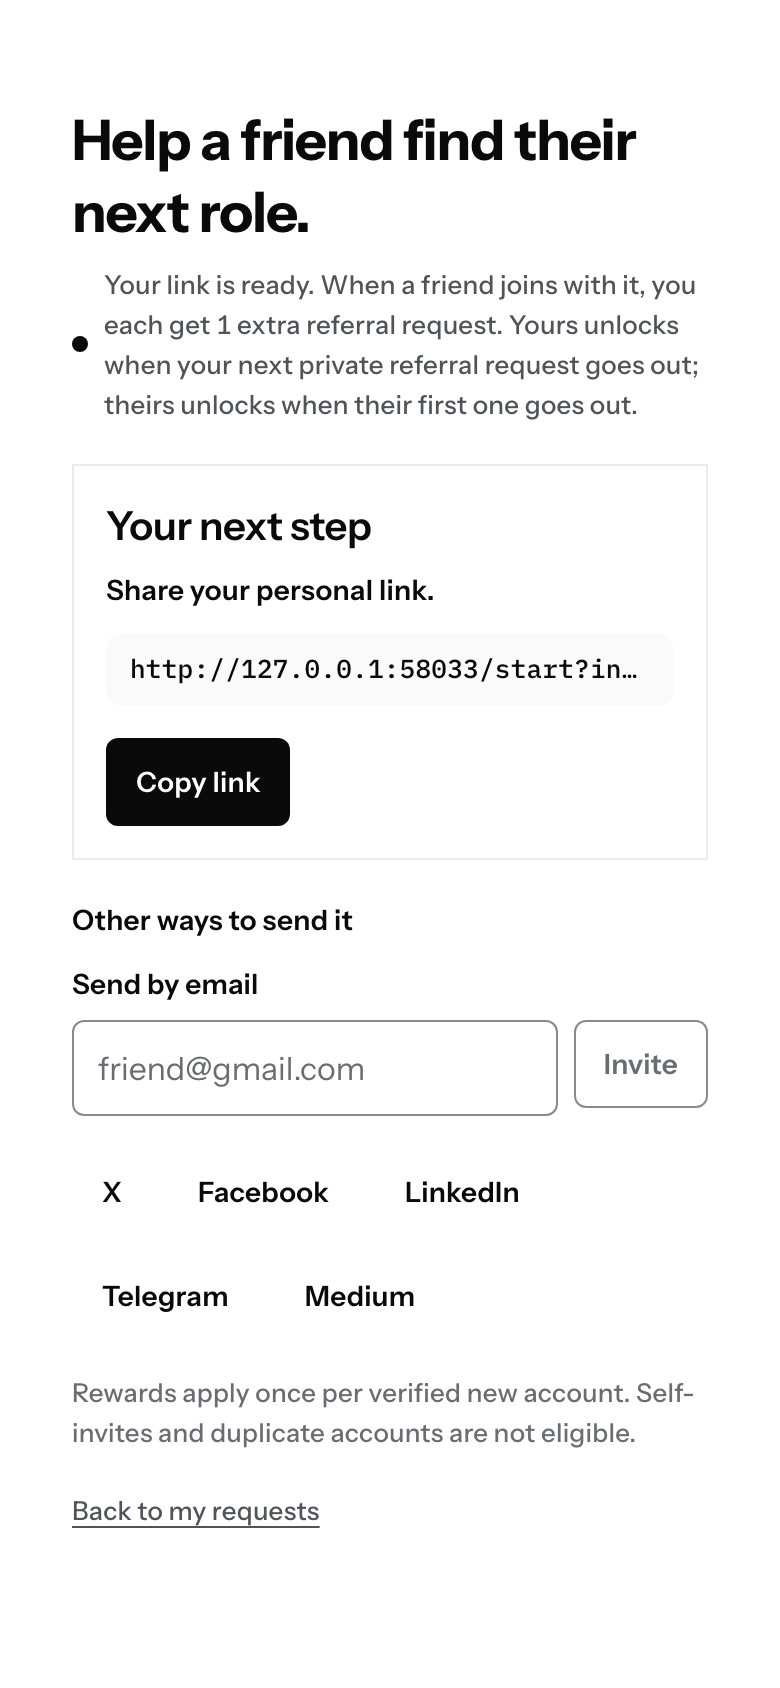 Help a friend find their
next role.
Your link is ready. When a friend joins with it, you
each get 1 extra referral request. Yours unlocks
when your next private referral request goes out;
theirs unlocks when their first one goes out.
Your next step
Share your personal link.
http://127.0.0.1:58033/start?in…
Copy link
Other ways to send it
Send by email
friend@gmail.com
Invite
X Facebook LinkedIn
Telegram Medium
Rewards apply once per verified new account. Self-
invites and duplicate accounts are not eligible.
Back to my requests